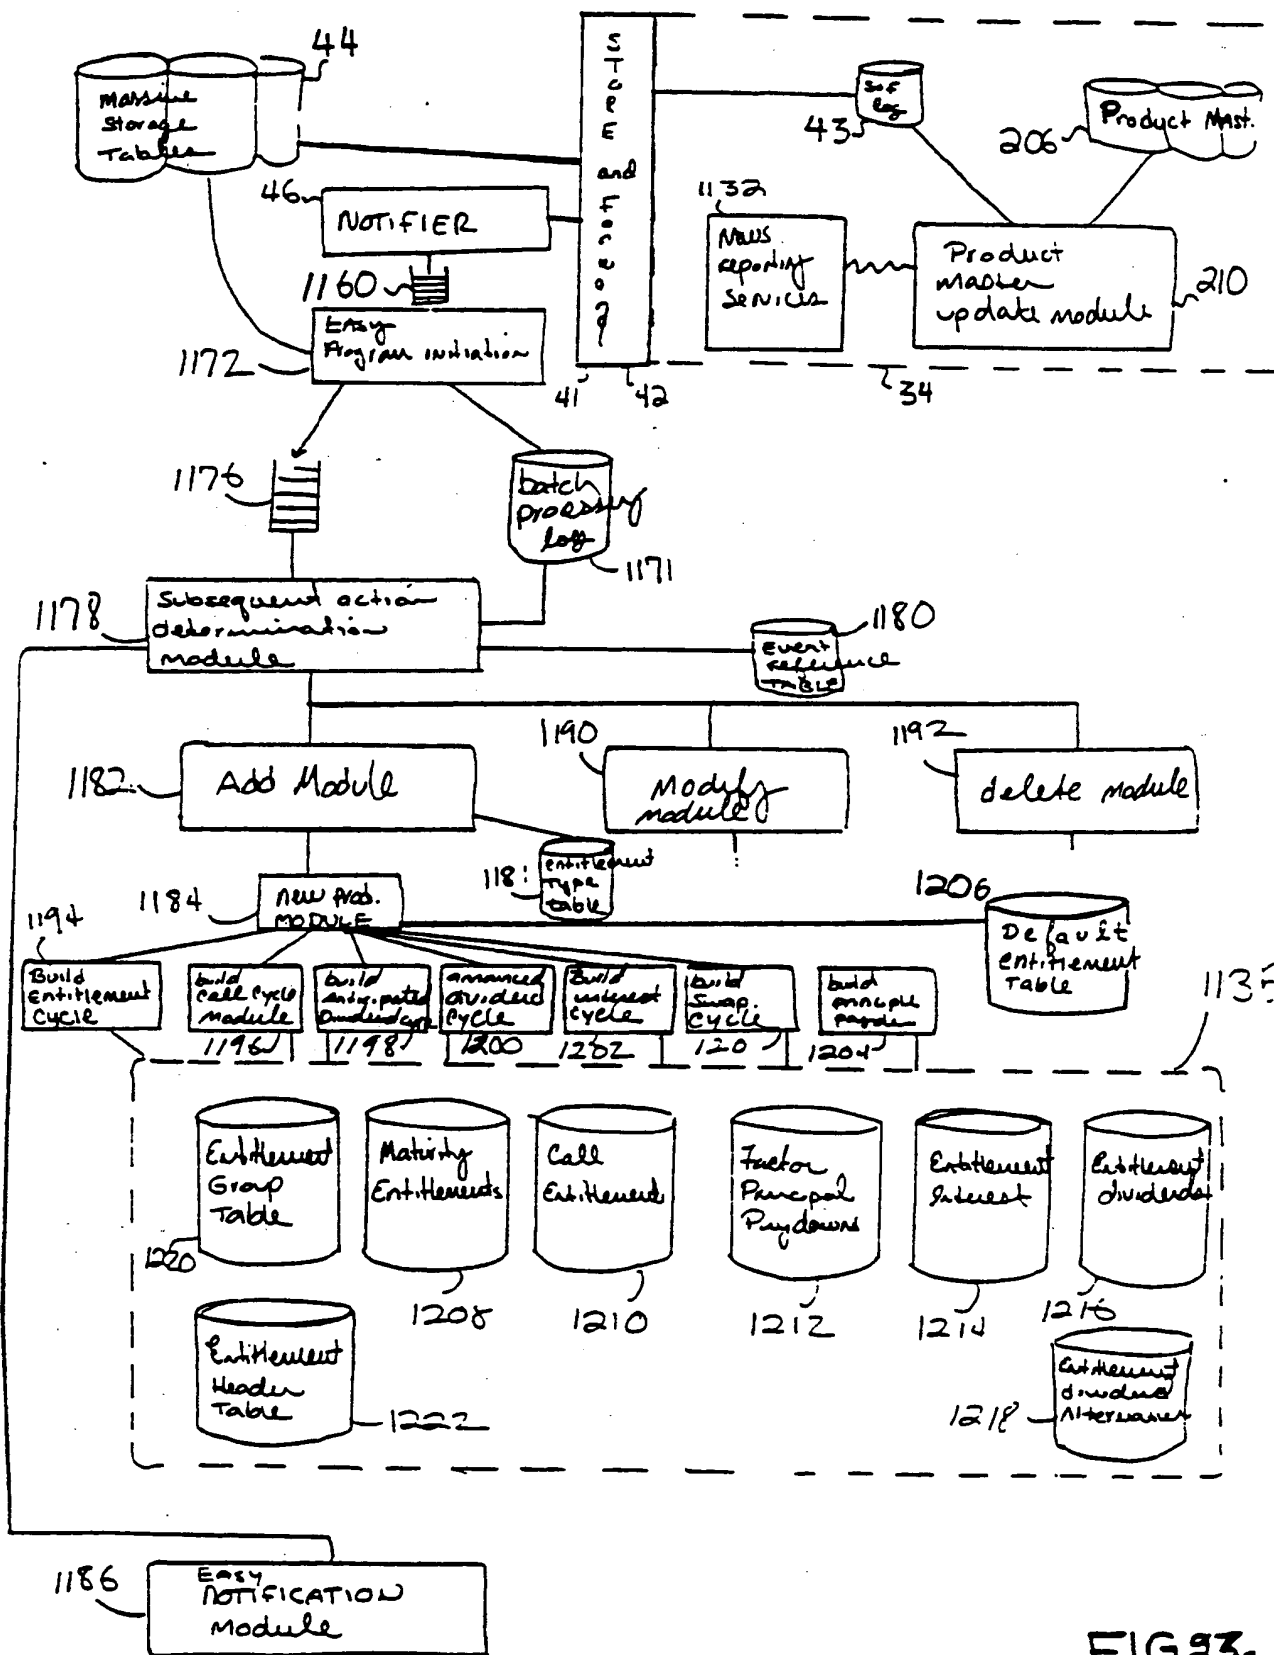 44
Massive
Storage
Tables
STORE and Forward
43
206
Product Mast.
46
NOTIFIER
1132
News
reporting
Services
Product
master
update module
210
1160
Easy
Program initiation
1172
41
42
34
1176
batch
processing
log
1171
1178
Subsequent action
determination
module
1180
Event
reference
TABLE
1182
Add Module
1190
Modify
module
1192
delete module
118
entitlement
Type
table
1184
new prod.
MODULE
1206
Default
entitlement
Table
113
1194
Build
Entitlement
Cycle
build
Call Cycle
Module
build
anticipated
Dividend
announced
dividend
cycle
Build
interest
cycle
build
Swap.
CYCLE
build
principle
1196
1198
1200
1202
120
1204
Entitlement
Group
Table
1220
Maturity
Entitlements
1208
Call
Entitlement
1210
Factor
Principal
Paydowns
1212
Entitlement
Interest
1214
Entitlement
dividends
1216
Entitlement
Header
Table
1222
Entitlement
dividend
1218
1186
Easy
NOTIFICATION
Module
FIG 93.